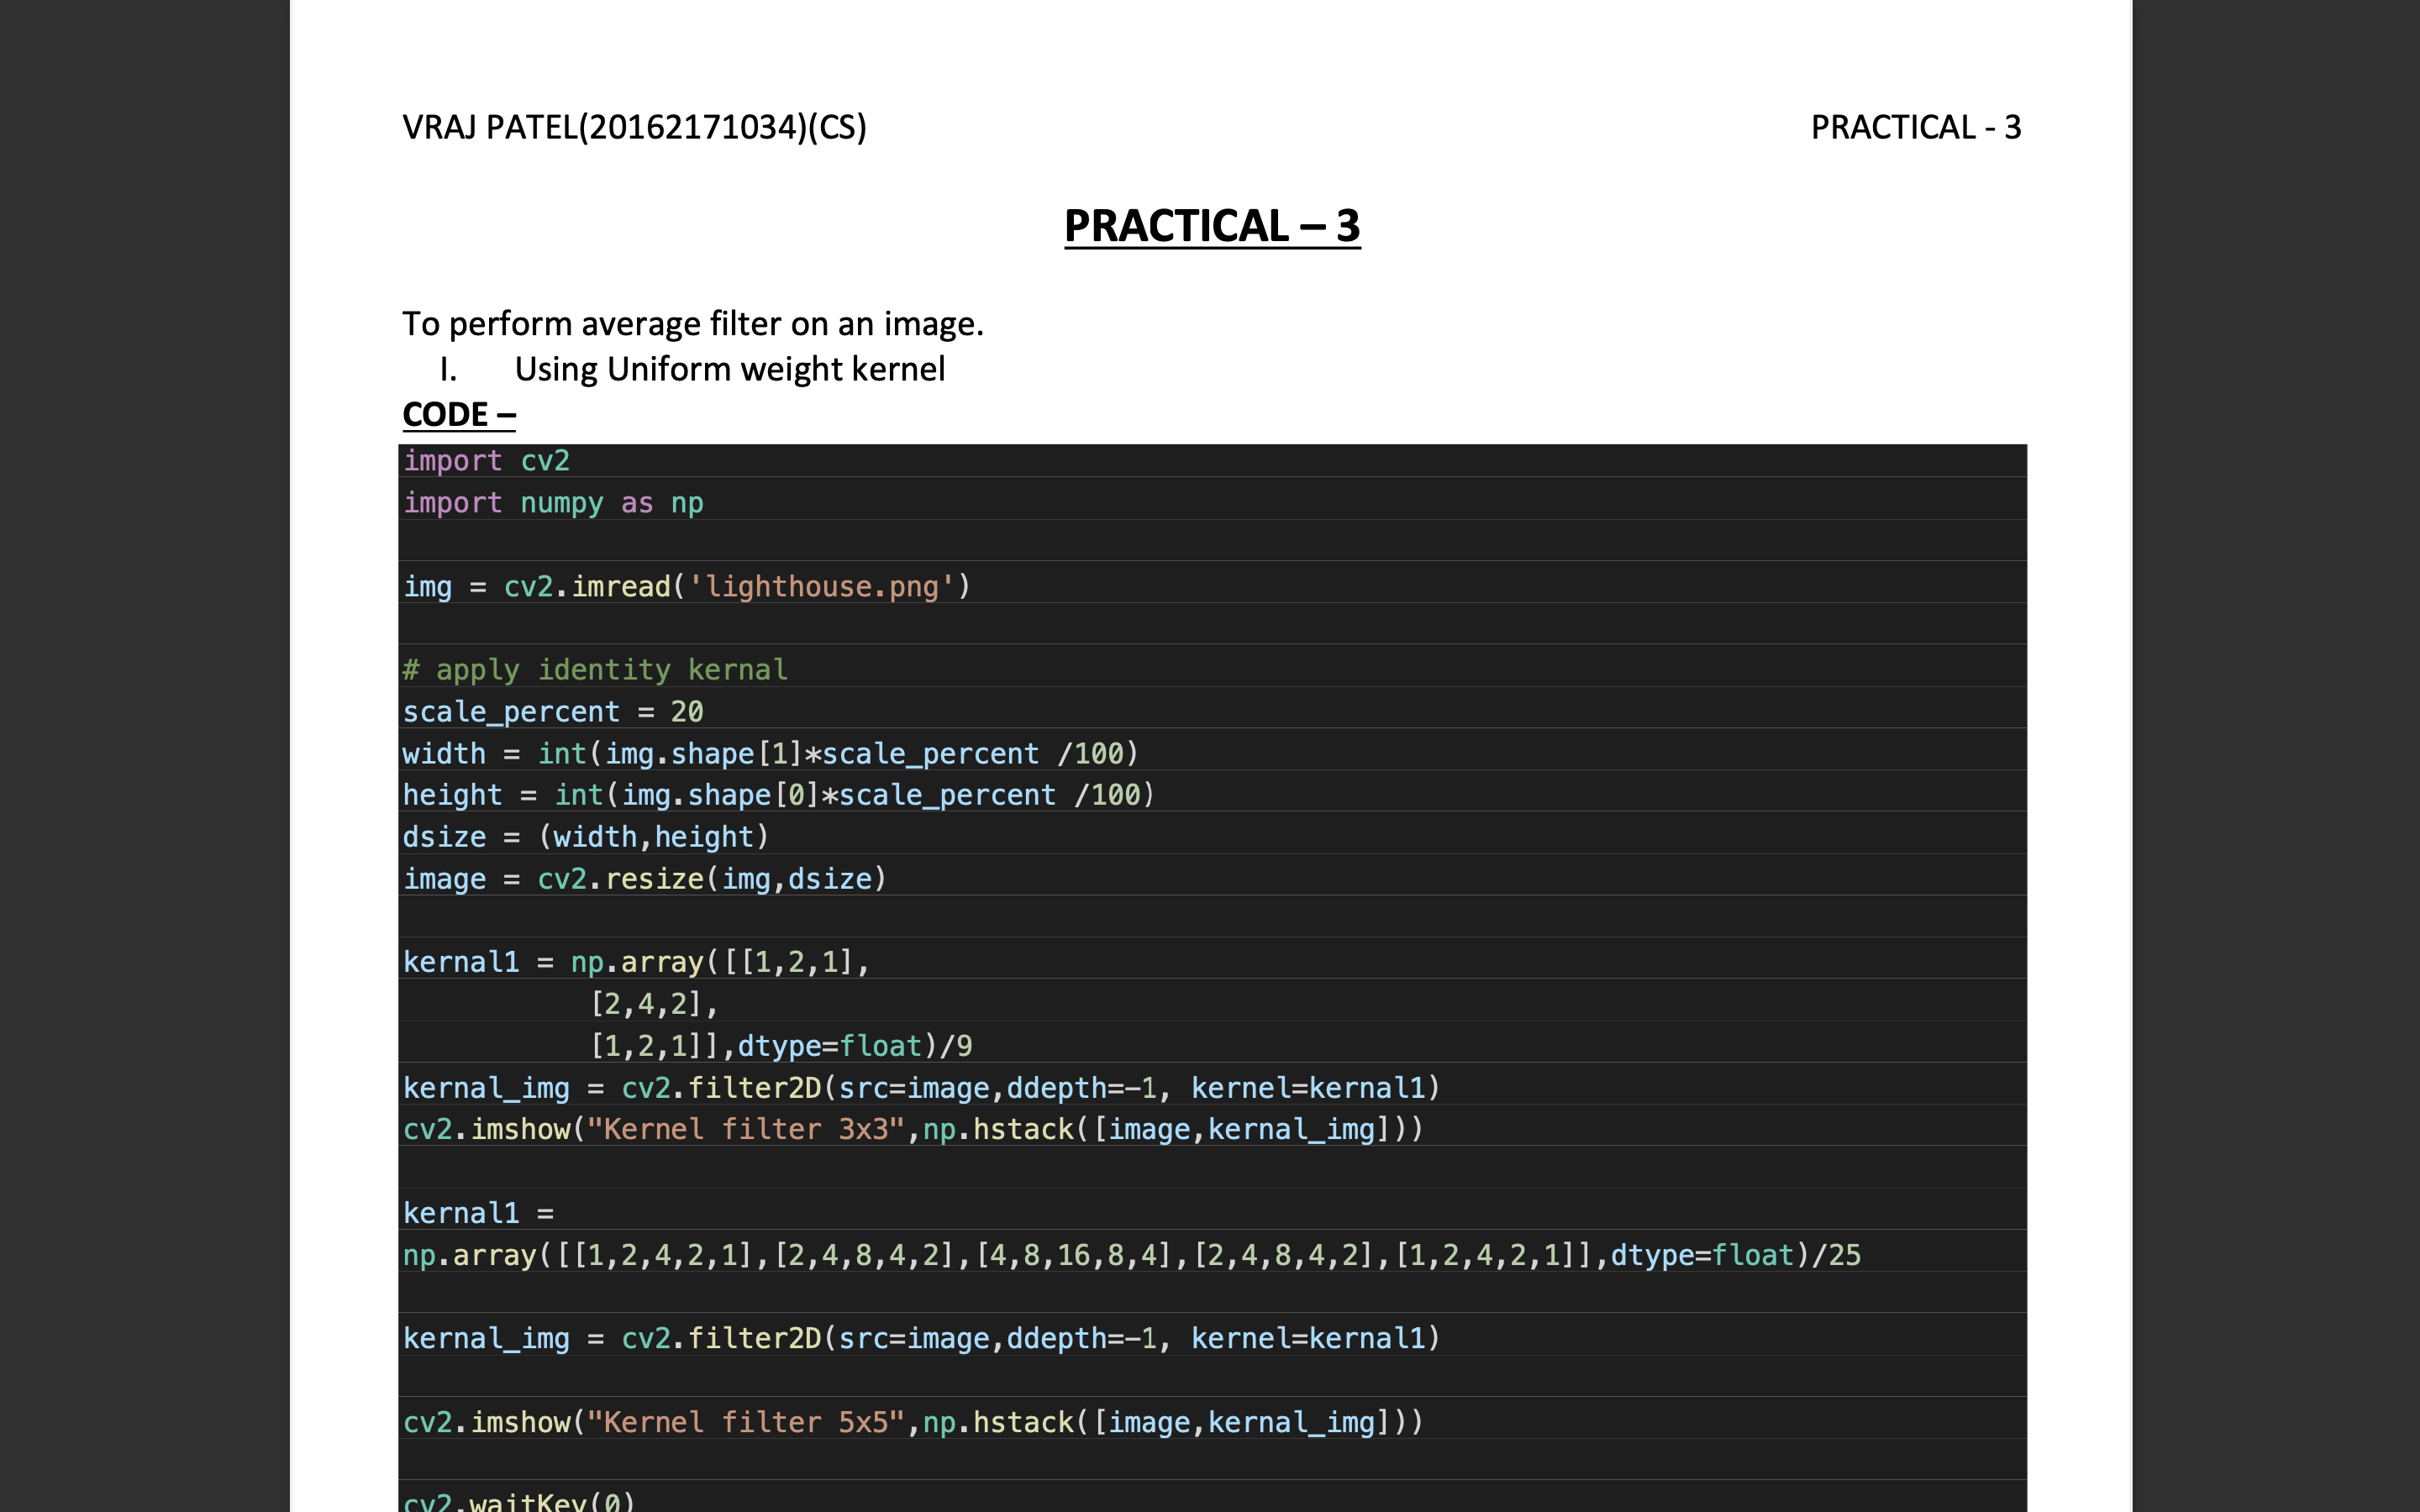 VRAJ PATEL(20162171034)(CS) PRACTICAL - 3
PRACTICAL – 3
To perform average filter on an image.
I. Using Uniform weight kernel
CODE –
import cv2
import numpy as np
img = cv2.imread('lighthouse.png')
# apply identity kernal
scale_percent = 20
width = int(img.shape[1]*scale_percent /100)
height = int(img.shape[0]*scale_percent /100)
dsize = (width,height)
image = cv2.resize(img,dsize)
kernal1 = np.array([[1,2,1],
[2,4,2],
[1,2,1]],dtype=float)/9
kernal_img = cv2.filter2D(src=image,ddepth=-1, kernel=kernal1)
cv2.imshow("Kernel filter 3x3",np.hstack([image,kernal_img]))
kernal1 =
np.array([[1,2,4,2,1],[2,4,8,4,2],[4,8,16,8,4],[2,4,8,4,2],[1,2,4,2,1]],dtype=float)/25
kernal_img = cv2.filter2D(src=image,ddepth=-1, kernel=kernal1)
cv2.imshow("Kernel filter 5x5",np.hstack([image,kernal_img]))
cv2.waitKey(0)